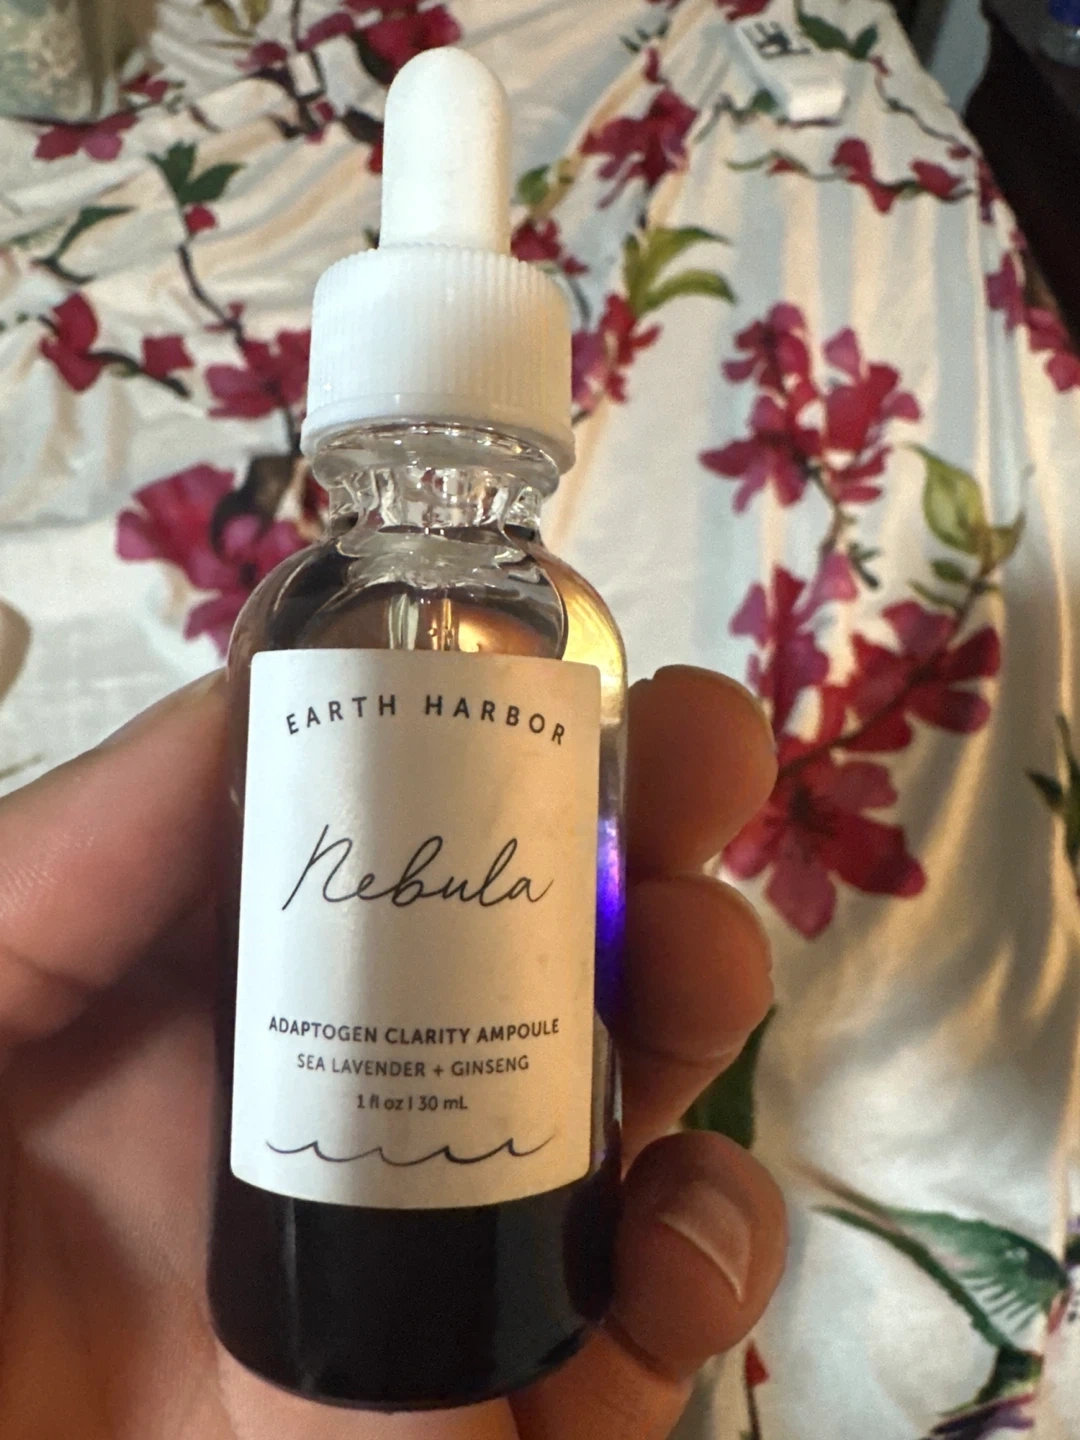 EARTH HARBOR
Nebula
ADAPTOGEN CLARITY AMPOULE
SEA LAVENDER + GINSENG
1 fl oz | 30 mL